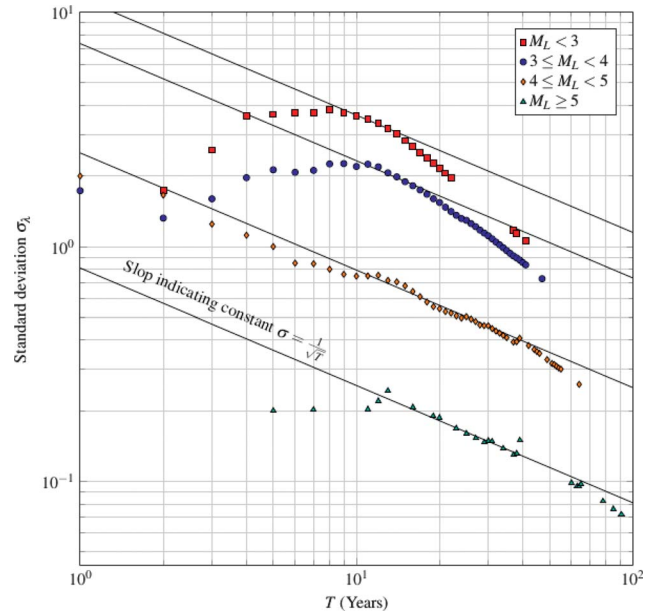 10^1
M_L < 3
3 ≤ M_L < 4
4 ≤ M_L < 5
M_L ≥ 5
Standard deviation σ_λ
10^0
Slop indicating constant σ = 1/√T
10^−1
10^0
10^1
10^2
T (Years)